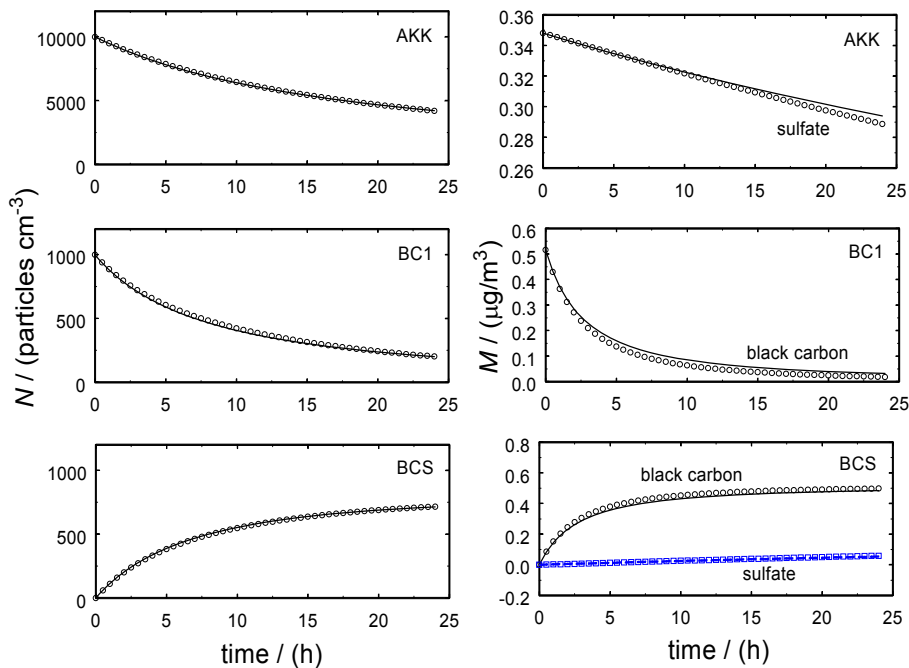 AKK
10000
5000
0
0 5 10 15 20 25
AKK
0.36
0.34
0.32
0.30
0.28
0.26
sulfate
0 5 10 15 20 25
N / (particles cm-3)
BC1
1000
500
0
0 5 10 15 20 25
M / (μg/m3)
BC1
0.6
0.5
0.4
0.3
0.2
0.1
0.0
black carbon
0 5 10 15 20 25
BCS
1000
500
0
0 5 10 15 20 25
time / (h)
BCS
0.8
0.6
0.4
0.2
0.0
-0.2
black carbon
sulfate
0 5 10 15 20 25
time / (h)